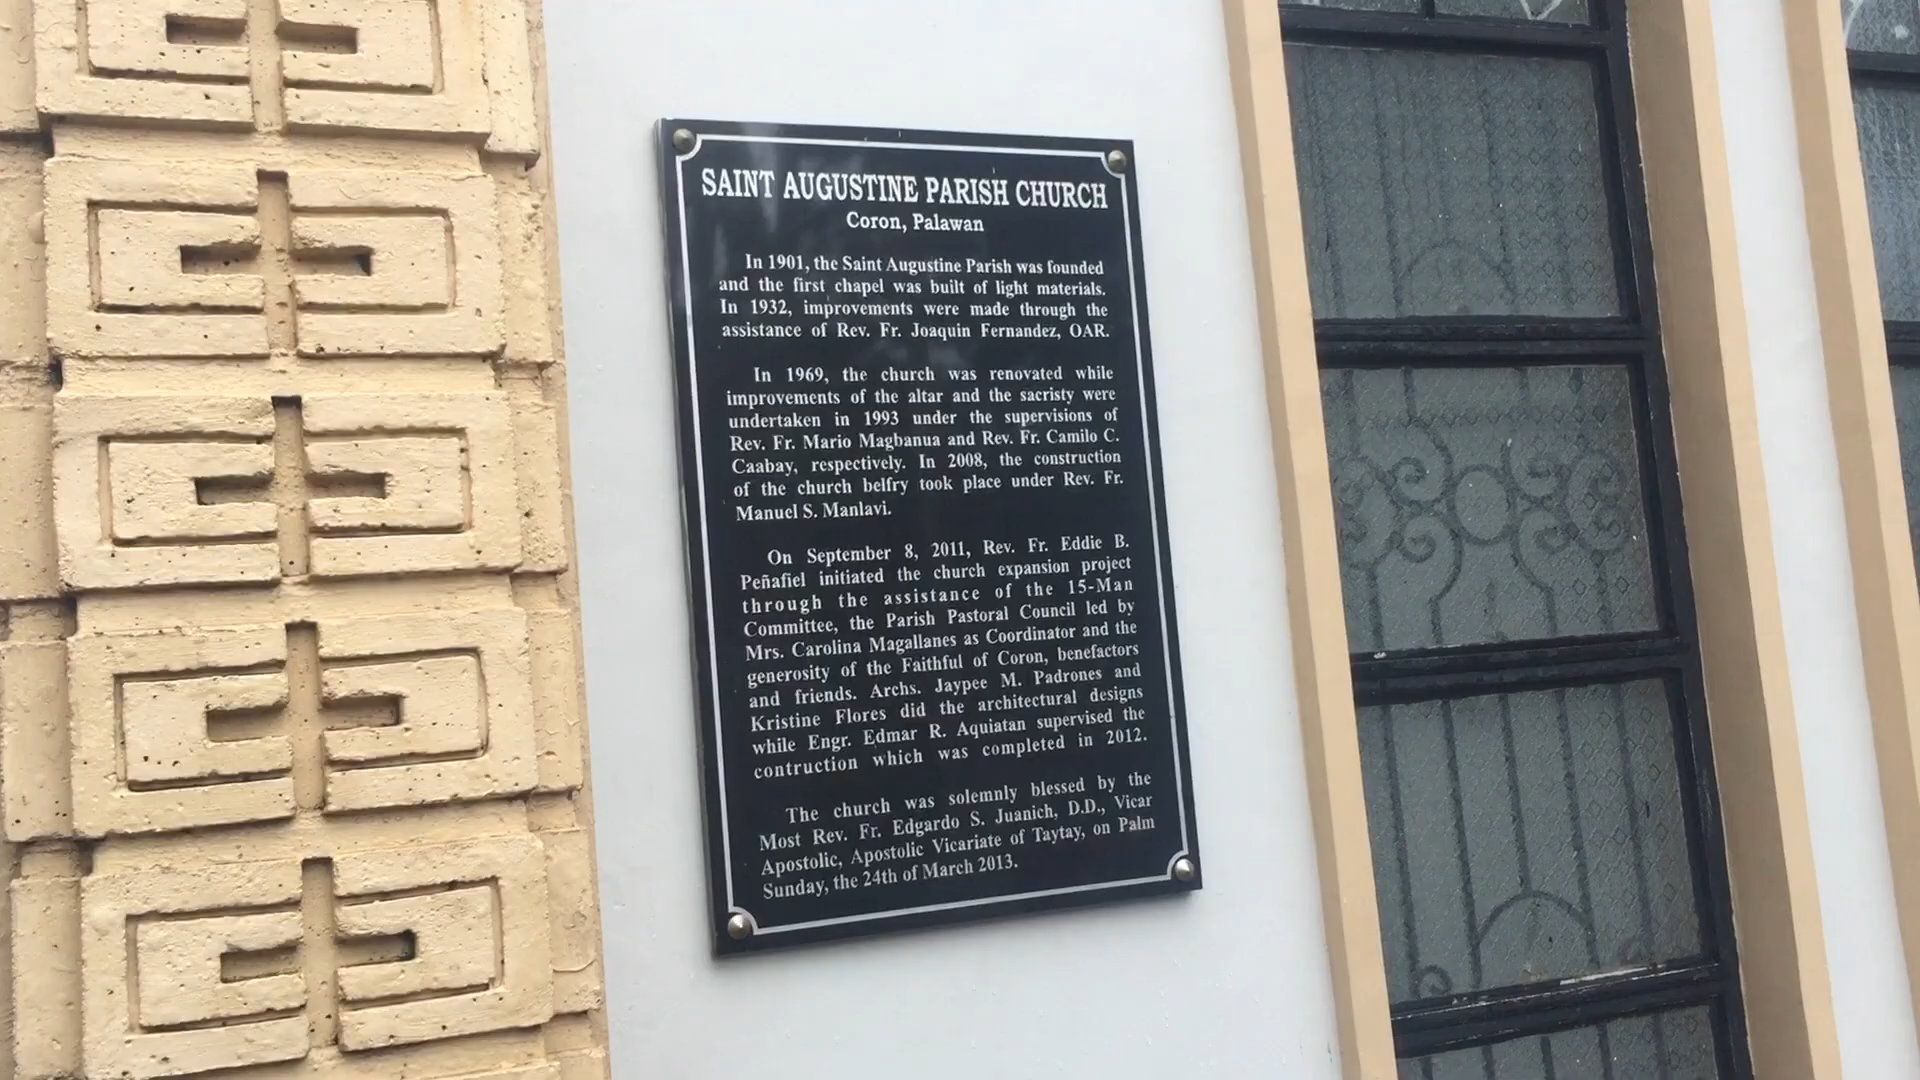 SAINT AUGUSTINE PARISH CHURCH
Coron, Palawan
In 1901, the Saint Augustine Parish was founded
and the first chapel was built of light materials.
In 1932, improvements were made through the
assistance of Rev. Fr. Joaquin Fernandez, OAR.
In 1969, the church was renovated while
improvements of the altar and the sacristy were
undertaken in 1993 under the supervisions of
Rev. Fr. Mario Magbanua and Rev. Fr. Camilo C.
Caabay, respectively. In 2008, the construction
of the church belfry took place under Rev. Fr.
Manuel S. Manlavi.
On September 8, 2011, Rev. Fr. Eddie B.
Peñafiel initiated the church expansion project
through the assistance of the 15-Man
Committee, the Parish Pastoral Council led by
Mrs. Carolina Magallanes as Coordinator and the
generosity of the Faithful of Coron, benefactors
and friends. Archs. Jaypee M. Padrones and
Kristine Flores did the architectural designs
while Engr. Edmar R. Aquiatan supervised the
contruction which was completed in 2012.
The church was solemnly blessed by the
Most Rev. Fr. Edgardo S. Juanich, D.D., Vicar
Apostolic, Apostolic Vicariate of Taytay, on Palm
Sunday, the 24th of March 2013.